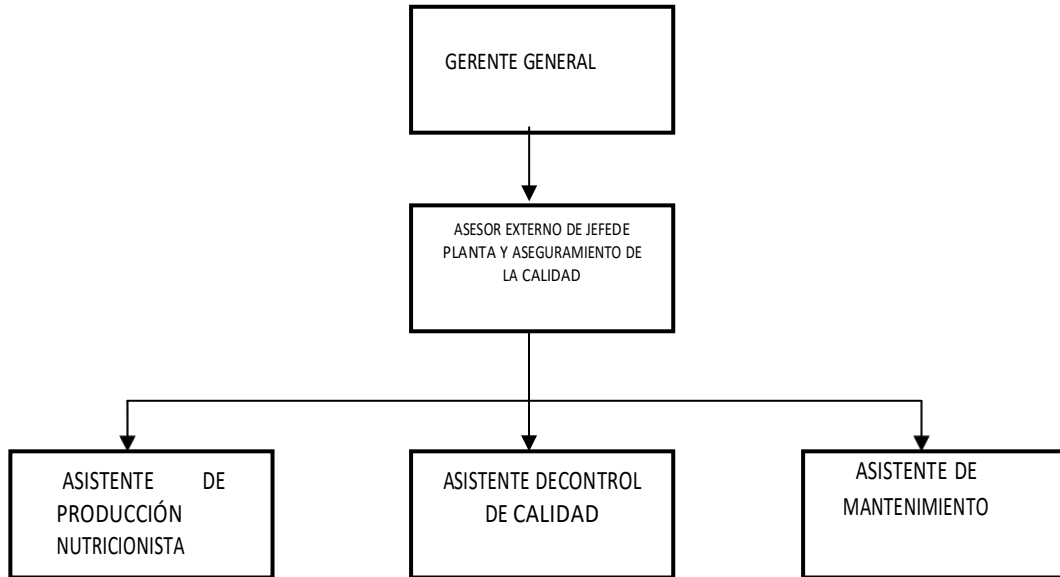 GERENTE GENERAL
ASESOR EXTERNO DE JEFEDE
PLANTA Y ASEGURAMIENTO DE
LA CALIDAD
ASISTENTE DE
PRODUCCIÓN
NUTRICIONISTA
ASISTENTE DECONTROL
DE CALIDAD
ASISTENTE DE
MANTENIMIENTO